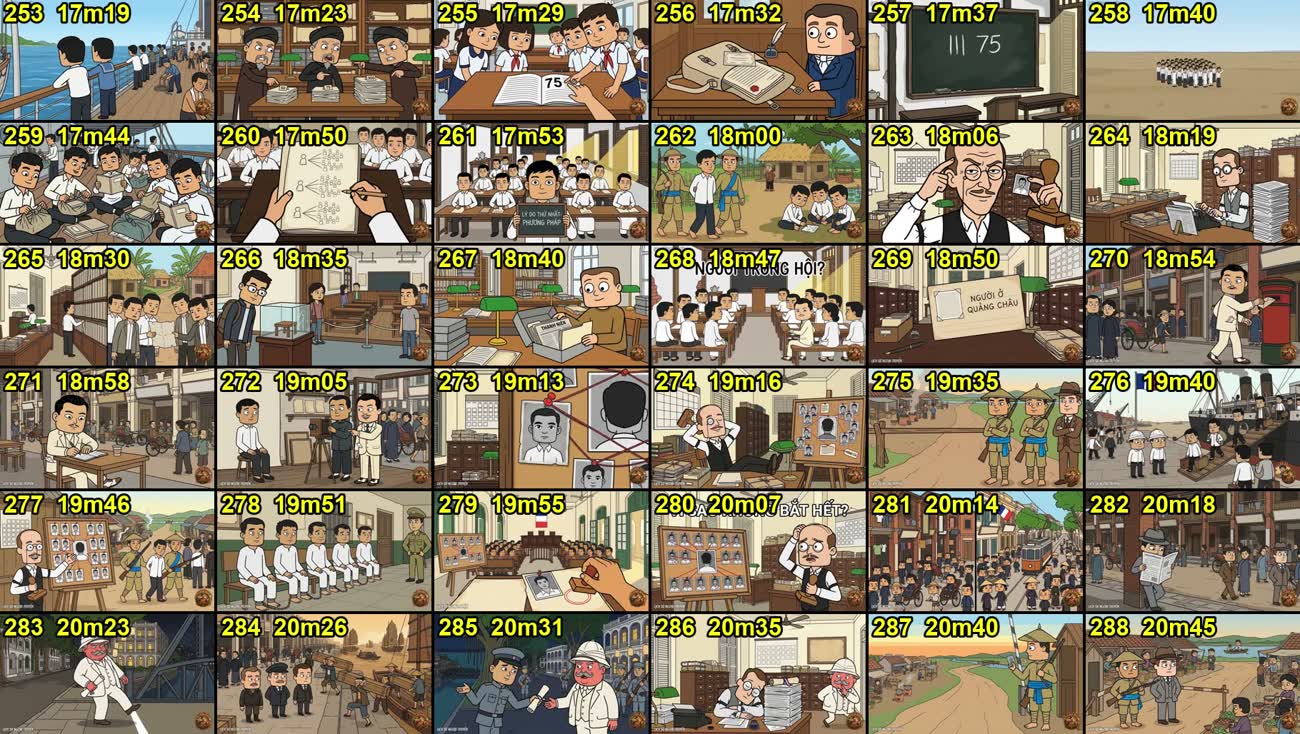 253 17m19
254 17m23
255 17m29
75
256 17m32
257 17m37
III 75
258 17m40
259 17m44
260 17m50
261 17m53
LÝ DO THỨ NHẤT:
PHƯƠNG PHÁP
262 18m00
263 18m06
264 18m19
265 18m30
266 18m35
267 18m40
THANH NIÊN
268 18m47
NGƯỜI TRONG HỘI?
269 18m50
NGƯỜI Ở
QUẢNG CHÂU
270 18m54
271 18m58
272 19m05
273 19m13
274 19m16
275 19m35
276 19m40
277 19m46
278 19m51
279 19m55
280 20m07
BẮT HẾT?
281 20m14
282 20m18
283 20m23
284 20m26
285 20m31
286 20m35
287 20m40
288 20m45